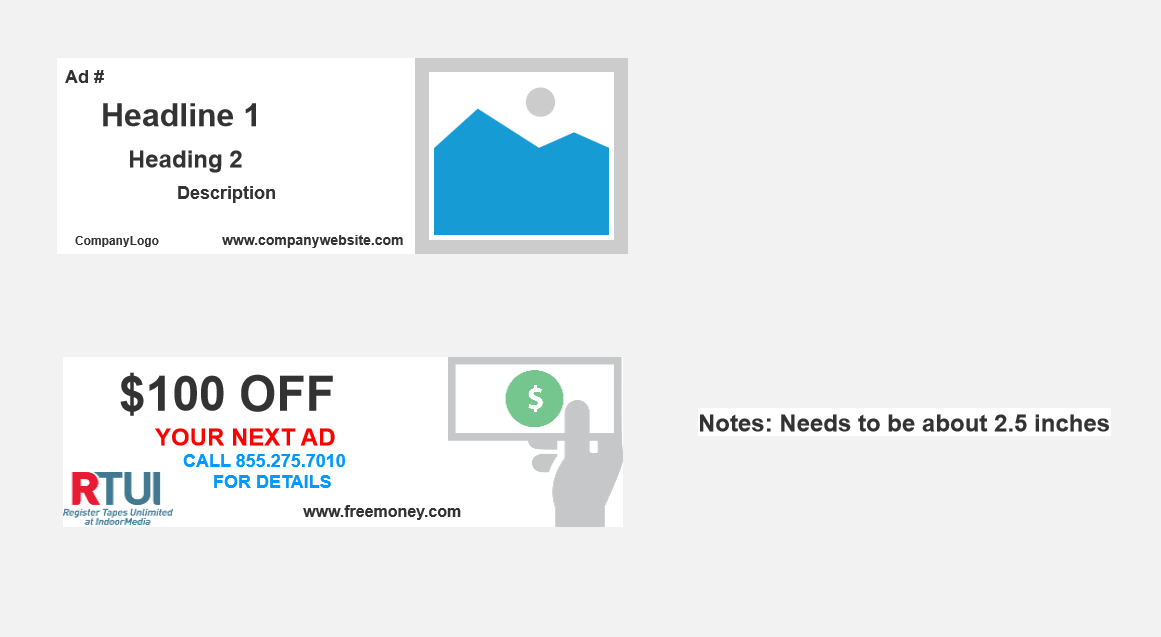 Ad #
Headline 1
Heading 2
Description
CompanyLogo
www.companywebsite.com
$100 OFF
$
YOUR NEXT AD
CALL 855.275.7010
FOR DETAILS
RTUI
Register Tapes Unlimited
at IndoorMedia
www.freemoney.com
Notes: Needs to be about 2.5 inches